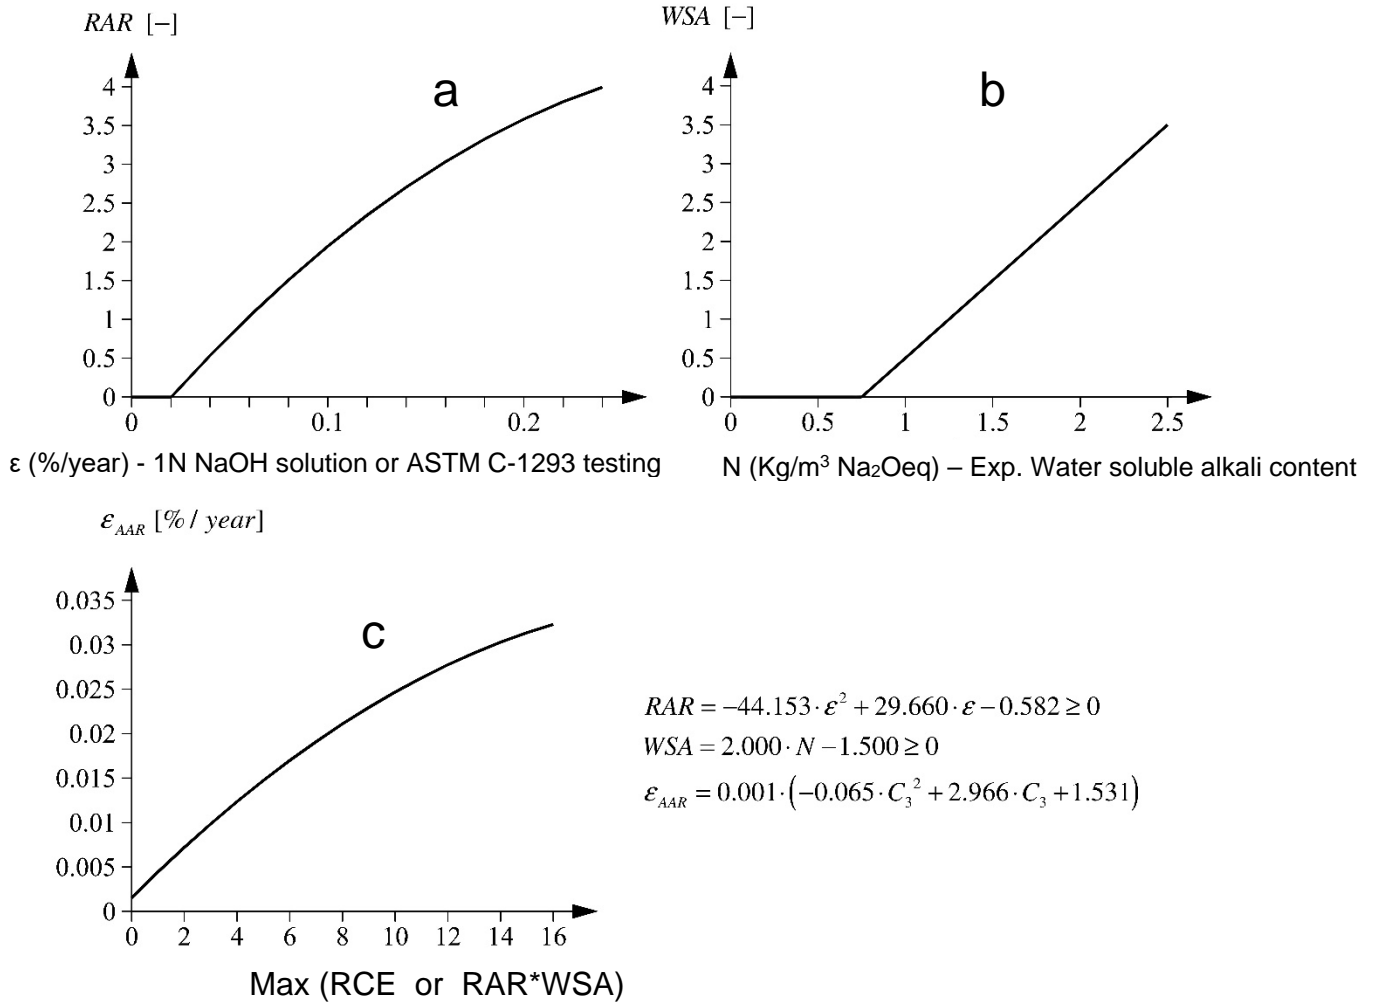 RAR [−]
a
4
3.5
3
2.5
2
1.5
1
0.5
0
0 0.1 0.2
ε (%/year) - 1N NaOH solution or ASTM C-1293 testing
WSA [−]
b
4
3.5
3
2.5
2
1.5
1
0.5
0
0 0.5 1 1.5 2 2.5
N (Kg/m³ Na₂Oeq) – Exp. Water soluble alkali content
ε_AAR [% / year]
c
0.035
0.03
0.025
0.02
0.015
0.01
0.005
0
0 2 4 6 8 10 12 14 16
Max (RCE or RAR*WSA)
RAR = −44.153 · ε² + 29.660 · ε − 0.582 ≥ 0
WSA = 2.000 · N − 1.500 ≥ 0
ε_AAR = 0.001 · (−0.065 · C₃² + 2.966 · C₃ + 1.531)